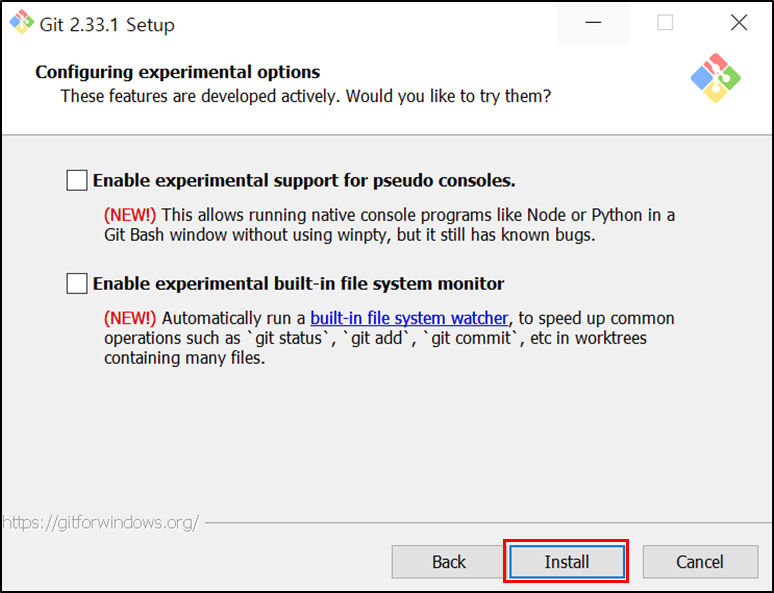 Git 2.33.1 Setup
Configuring experimental options
These features are developed actively. Would you like to try them?
Enable experimental support for pseudo consoles.
(NEW!) This allows running native console programs like Node or Python in a
Git Bash window without using winpty, but it still has known bugs.
Enable experimental built-in file system monitor
(NEW!) Automatically run a built-in file system watcher, to speed up common
operations such as `git status`, `git add`, `git commit`, etc in worktrees
containing many files.
https://gitforwindows.org/
Back
Install
Cancel